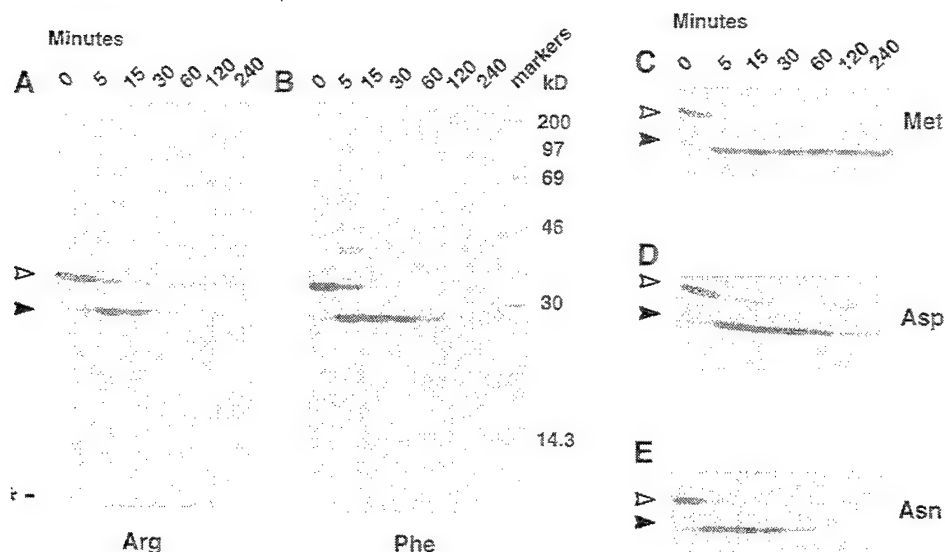 Minutes
A 0 5 15 30 60 120 240
B 0 5 15 30 60 120 240 markers
kD
200
97
69
46
30
14.3
Arg
Phe
Minutes
C 0 5 15 30 60 120 240
Met
D
Asp
E
Asn